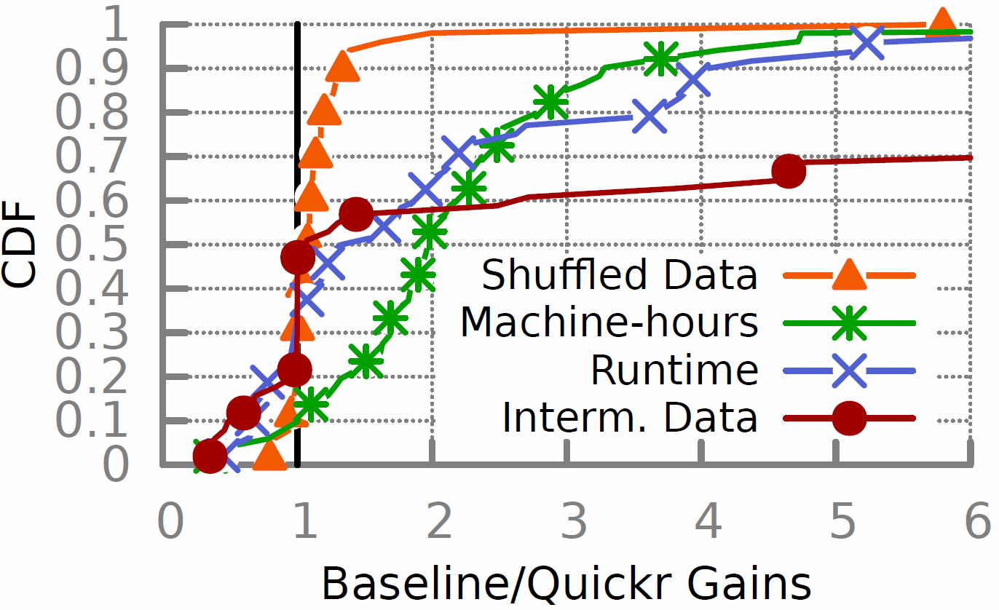 1
0.9
0.8
0.7
0.6
0.5
0.4
0.3
0.2
0.1
0
CDF
Shuffled Data
Machine-hours
Runtime
Interm. Data
0 1 2 3 4 5 6
Baseline/Quickr Gains